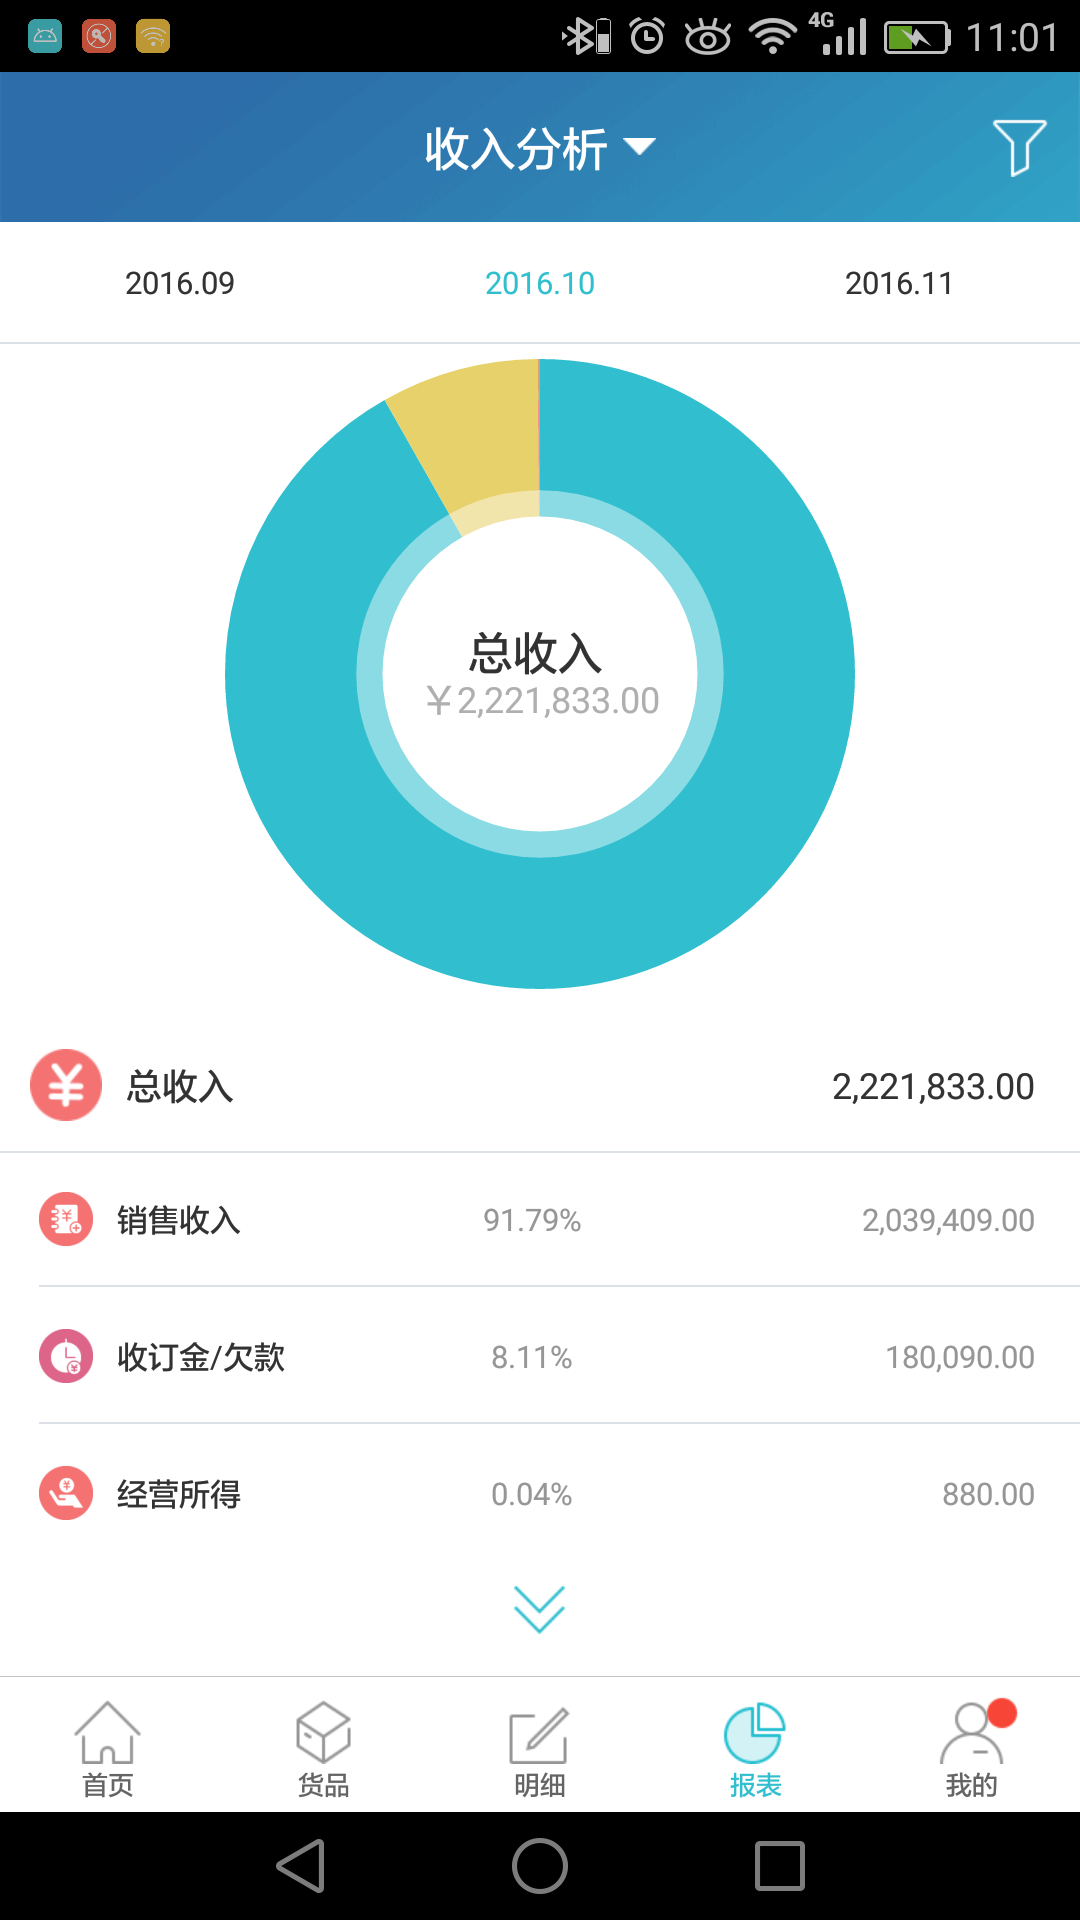 4G 11:01
收入分析
2016.09 2016.10 2016.11
总收入
￥2,221,833.00
总收入 2,221,833.00
销售收入 91.79% 2,039,409.00
收订金/欠款 8.11% 180,090.00
经营所得 0.04% 880.00
首页 货品 明细 报表 我的